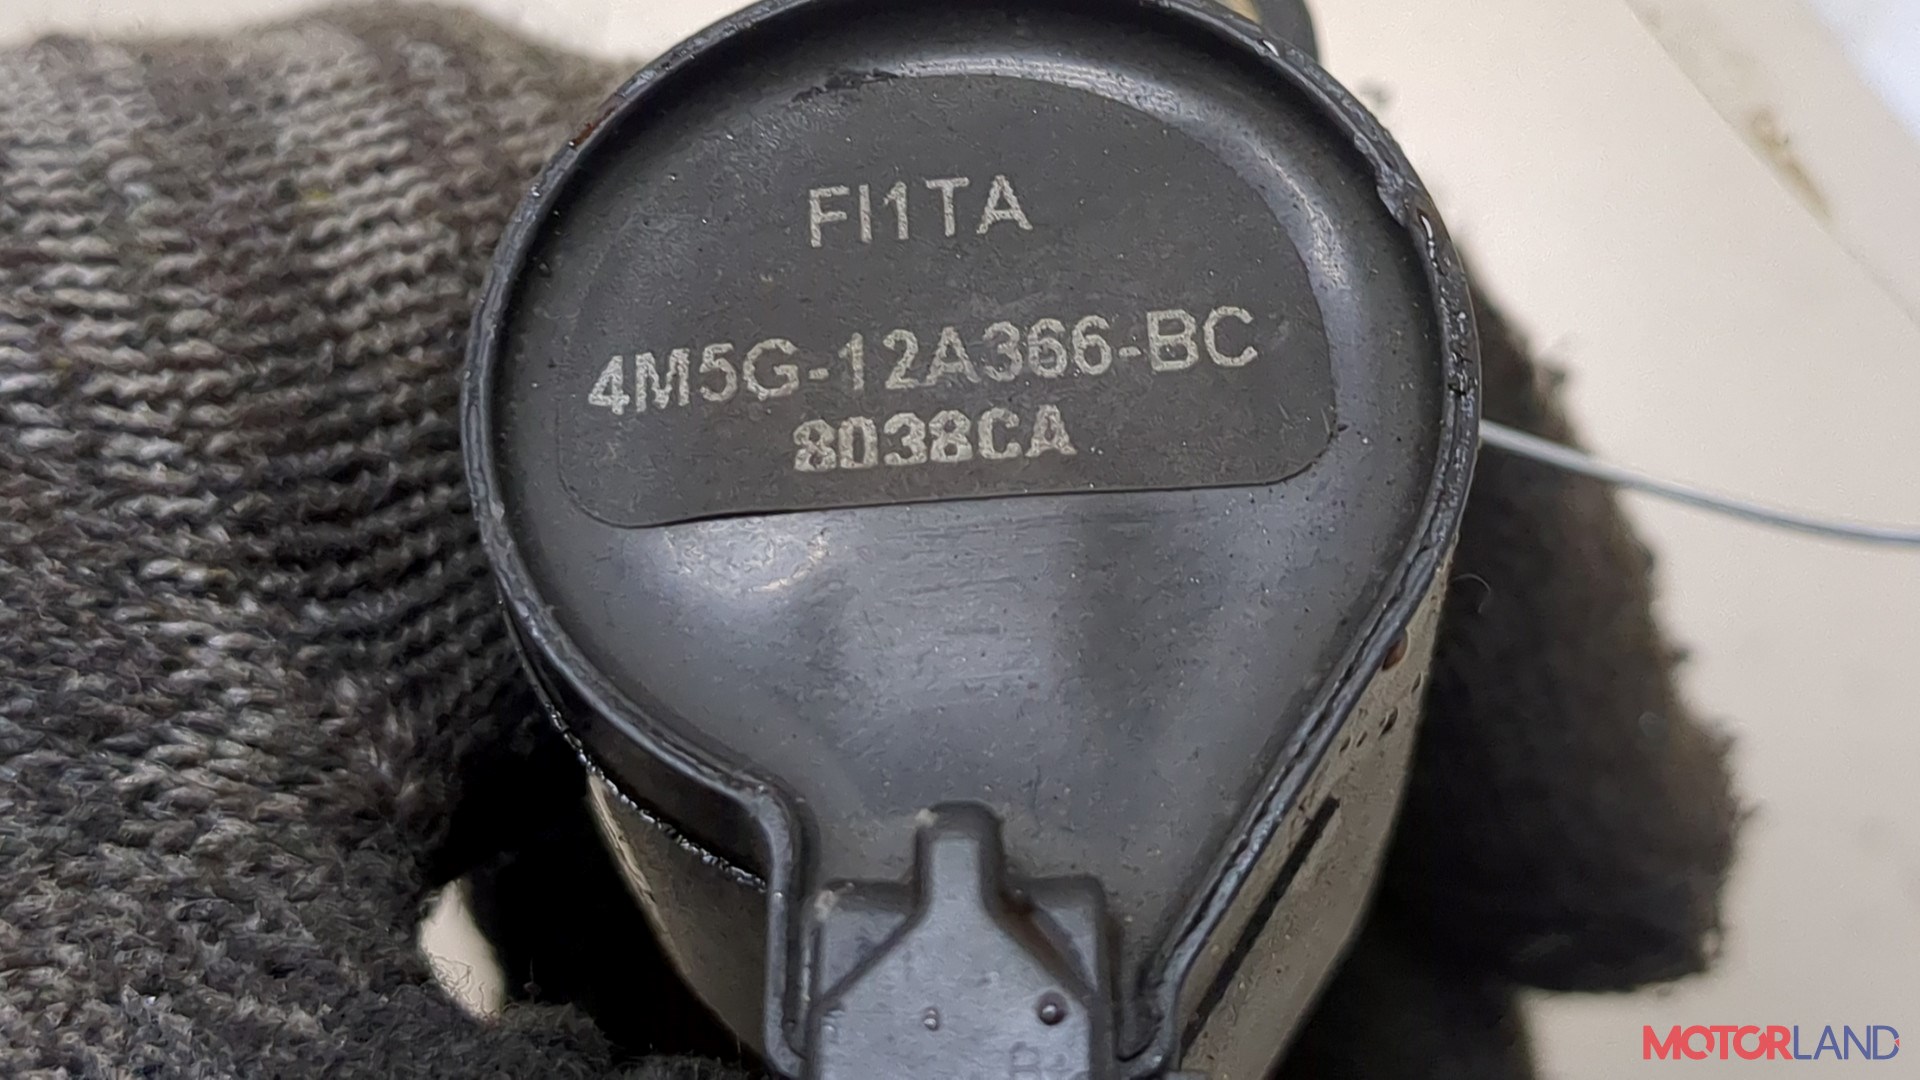 FI1TA
4M5G-12A366-BC
8038CA
MOTORLAND